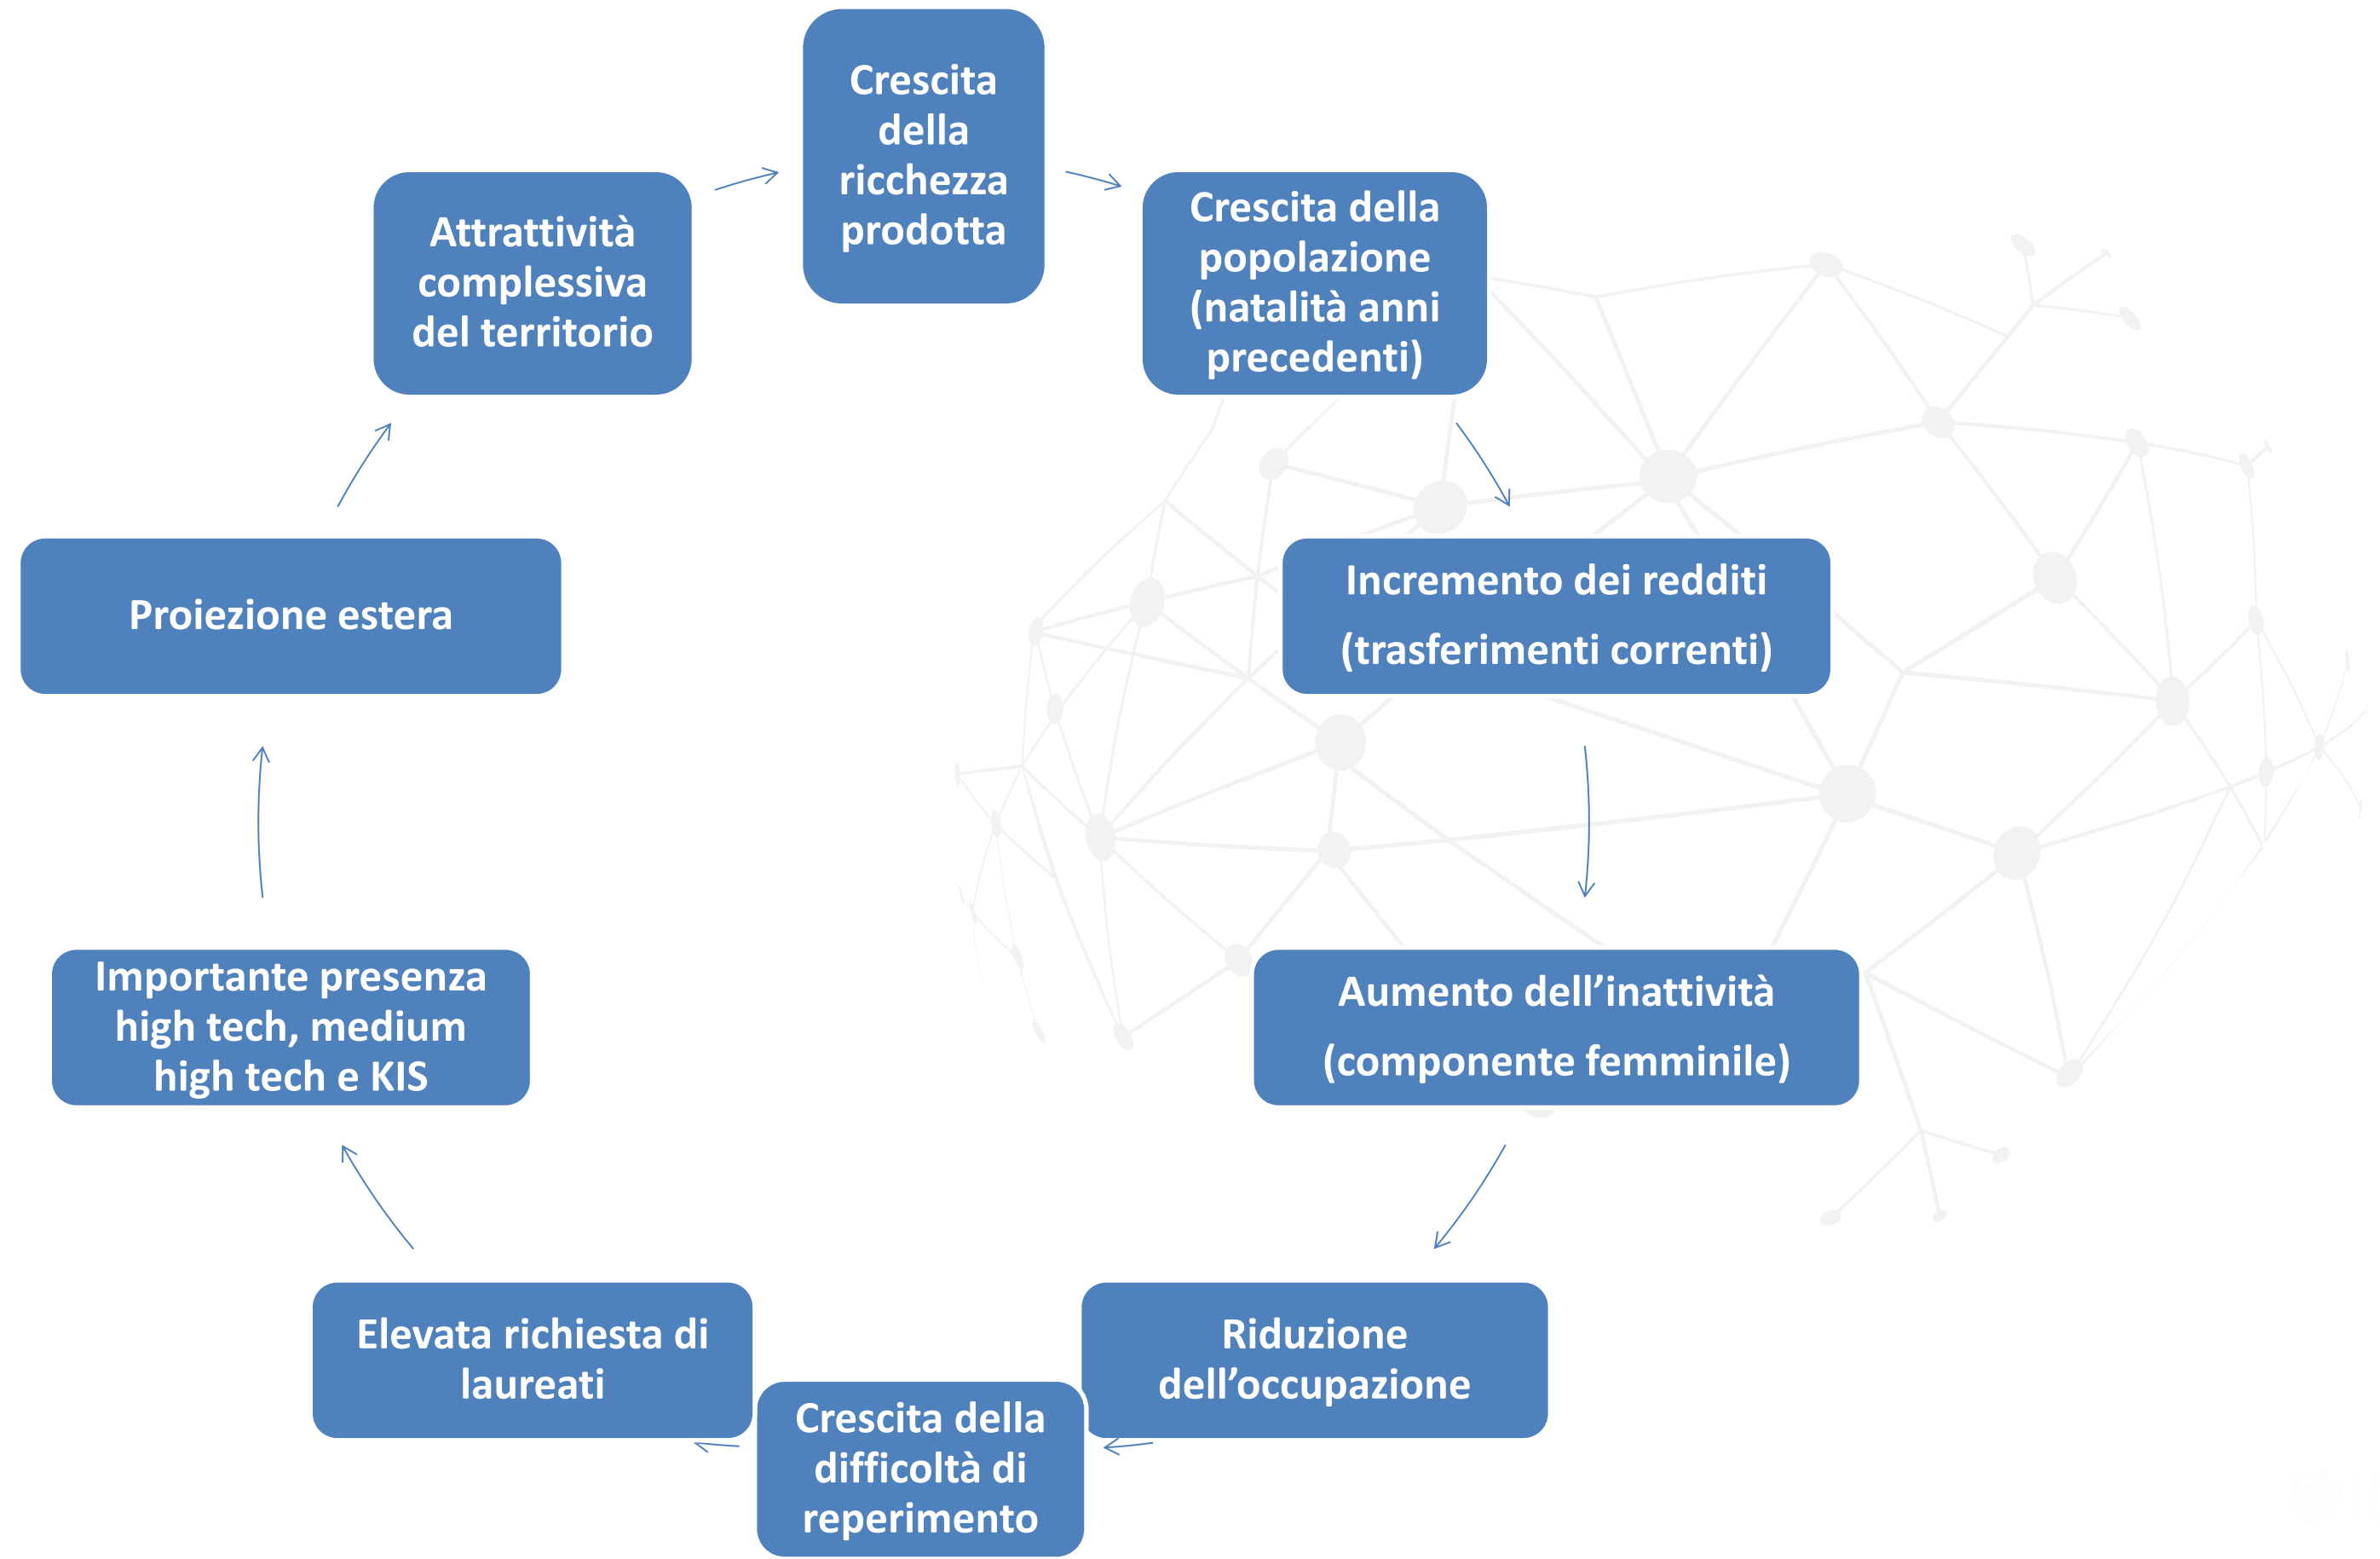 Crescita
della
ricchezza
prodotta
Crescita della
popolazione
(natalità anni
precedenti)
Incremento dei redditi
(trasferimenti correnti)
Aumento dell’inattività
(componente femminile)
Riduzione
dell’occupazione
Crescita della
difficoltà di
reperimento
Elevata richiesta di
laureati
Importante presenza
high tech, medium
high tech e KIS
Proiezione estera
Attrattività
complessiva
del territorio